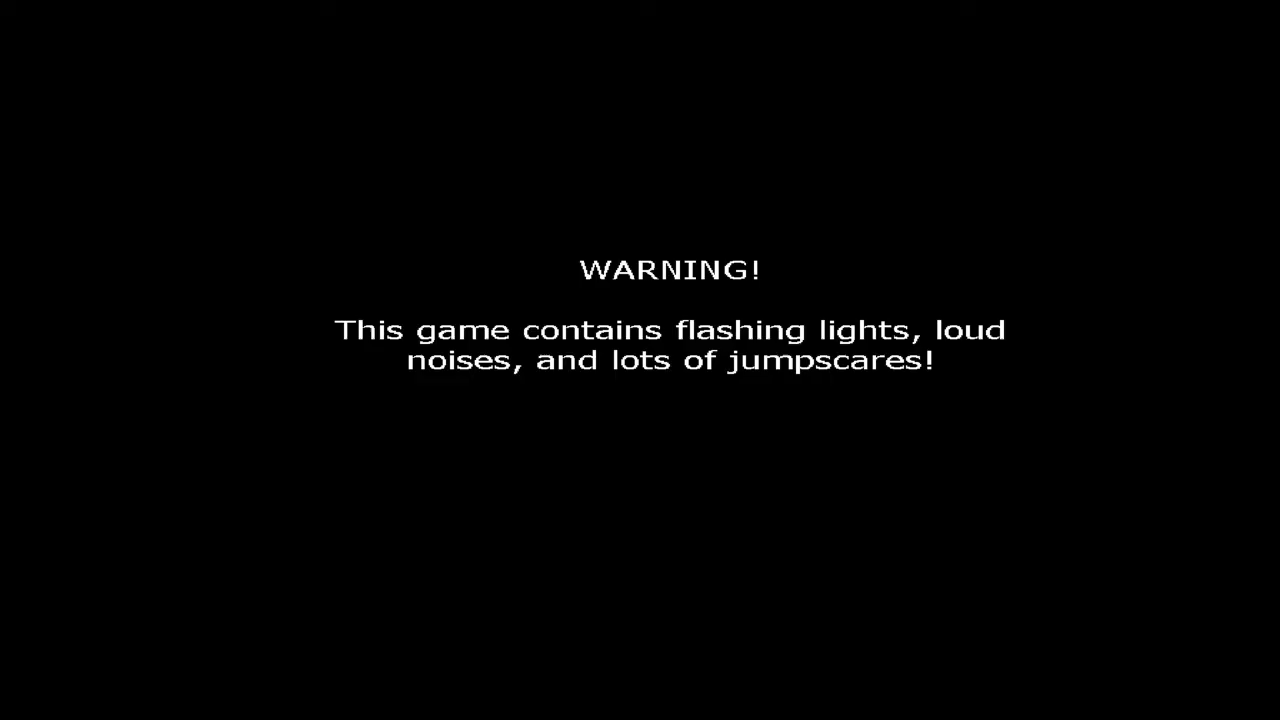 WARNING!
This game contains flashing lights, loud
noises, and lots of jumpscares!